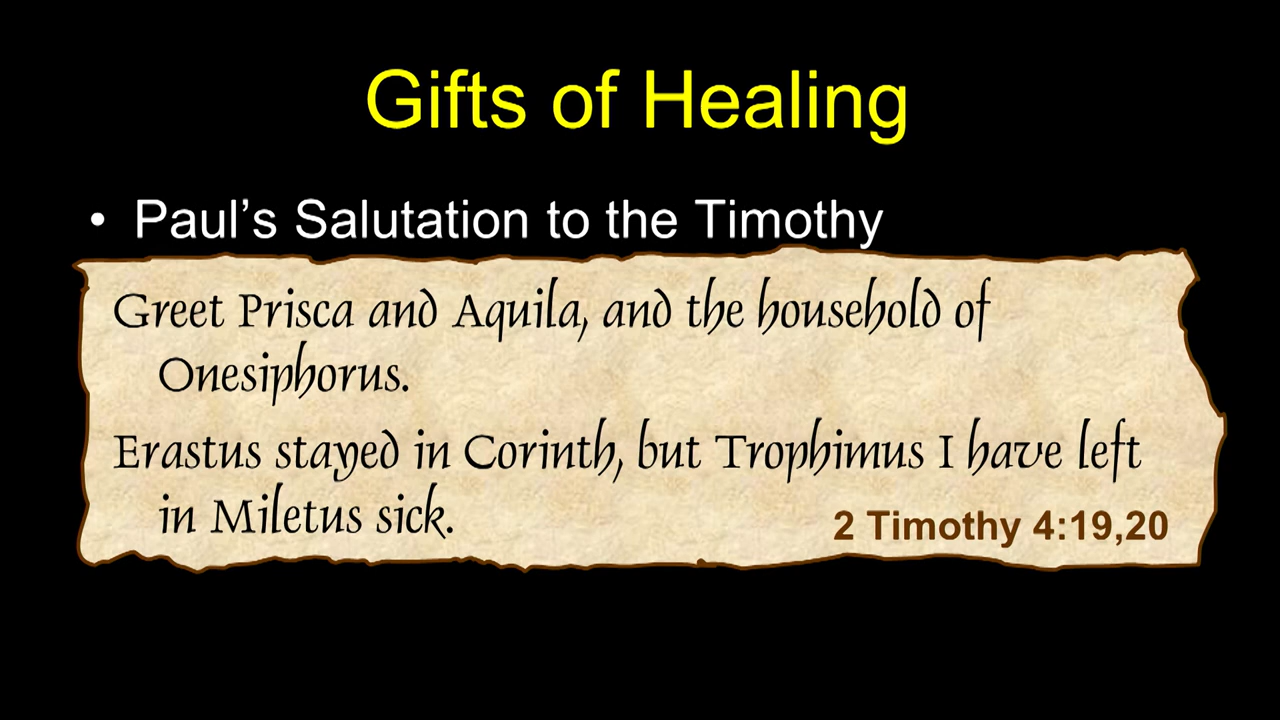 Gifts of Healing
• Paul’s Salutation to the Timothy
Greet Prisca and Aquila, and the household of
Onesiphorus.
Erastus stayed in Corinth, but Trophimus I have left
in Miletus sick.
2 Timothy 4:19,20